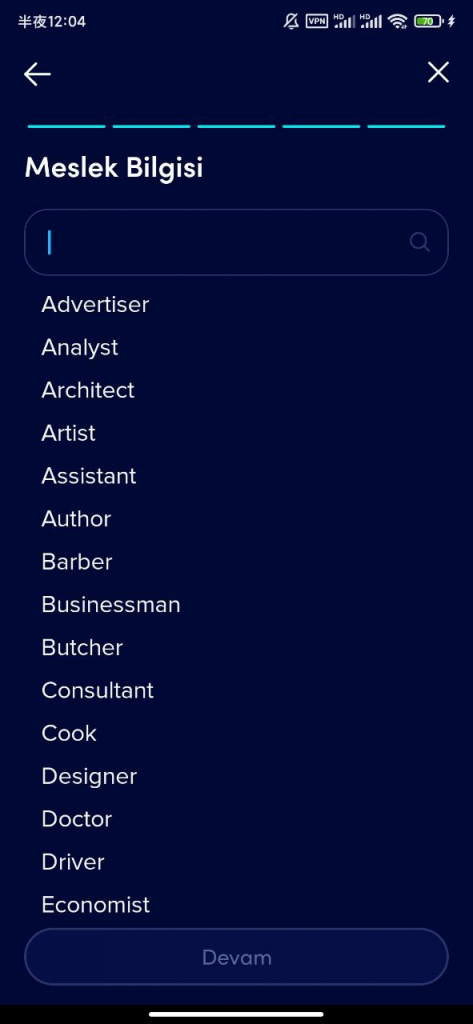 半夜12:04
VPN HD HD 70
Meslek Bilgisi
Advertiser
Analyst
Architect
Artist
Assistant
Author
Barber
Businessman
Butcher
Consultant
Cook
Designer
Doctor
Driver
Economist
Devam